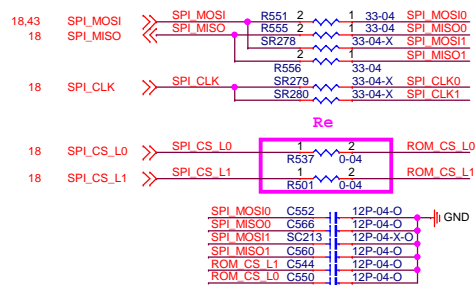 18,43 SPI_MOSI SPI_MOSI R551 2 1 33-04 SPI_MOSI0
18 SPI_MISO SPI_MISO R555 2 1 33-04 SPI_MISO0
SR278 2 1 33-04-X SPI_MOSI1
2 1 SPI_MISO1
R556 33-04
18 SPI_CLK SPI_CLK SR279 33-04-X SPI_CLK0
SR280 33-04-X SPI_CLK1
Re
18 SPI_CS_L0 SPI_CS_L0 1 2 ROM_CS_L0
R537 0-04
18 SPI_CS_L1 SPI_CS_L1 1 2 ROM_CS_L1
R501 0-04
SPI_MOSI0 C552 12P-04-O GND
SPI_MISO0 C566 12P-04-O
SPI_MOSI1 SC213 12P-04-X-O
SPI_MISO1 C560 12P-04-O
ROM_CS_L1 C544 12P-04-O
ROM_CS_L0 C550 12P-04-O